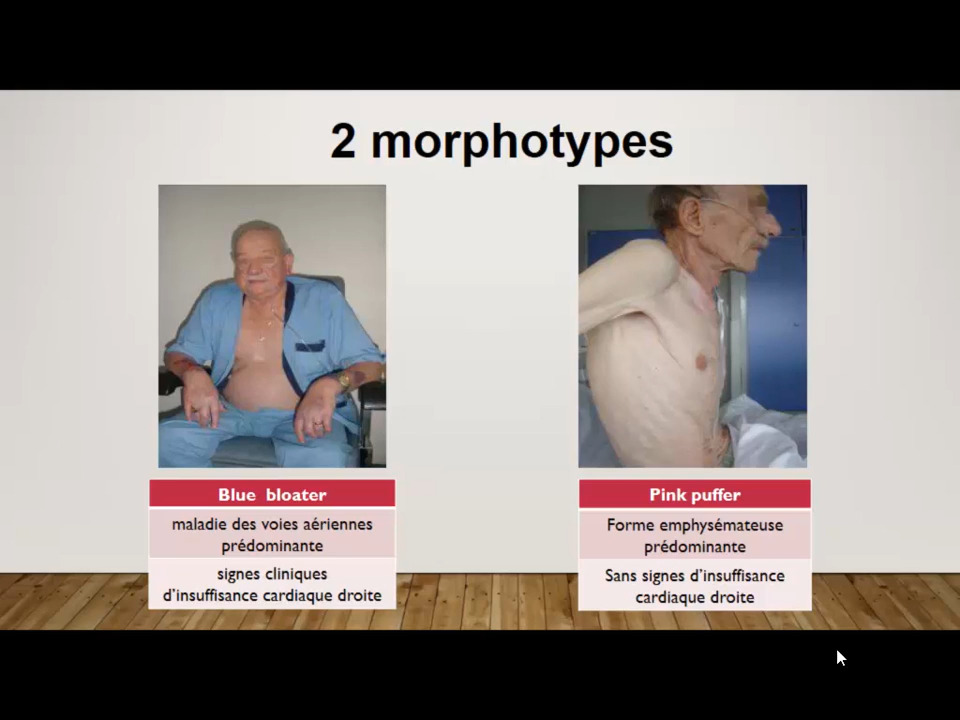 2 morphotypes
Blue bloater
maladie des voies aériennes
prédominante
signes cliniques
d'insuffisance cardiaque droite
Pink puffer
Forme emphysémateuse
prédominante
Sans signes d'insuffisance
cardiaque droite